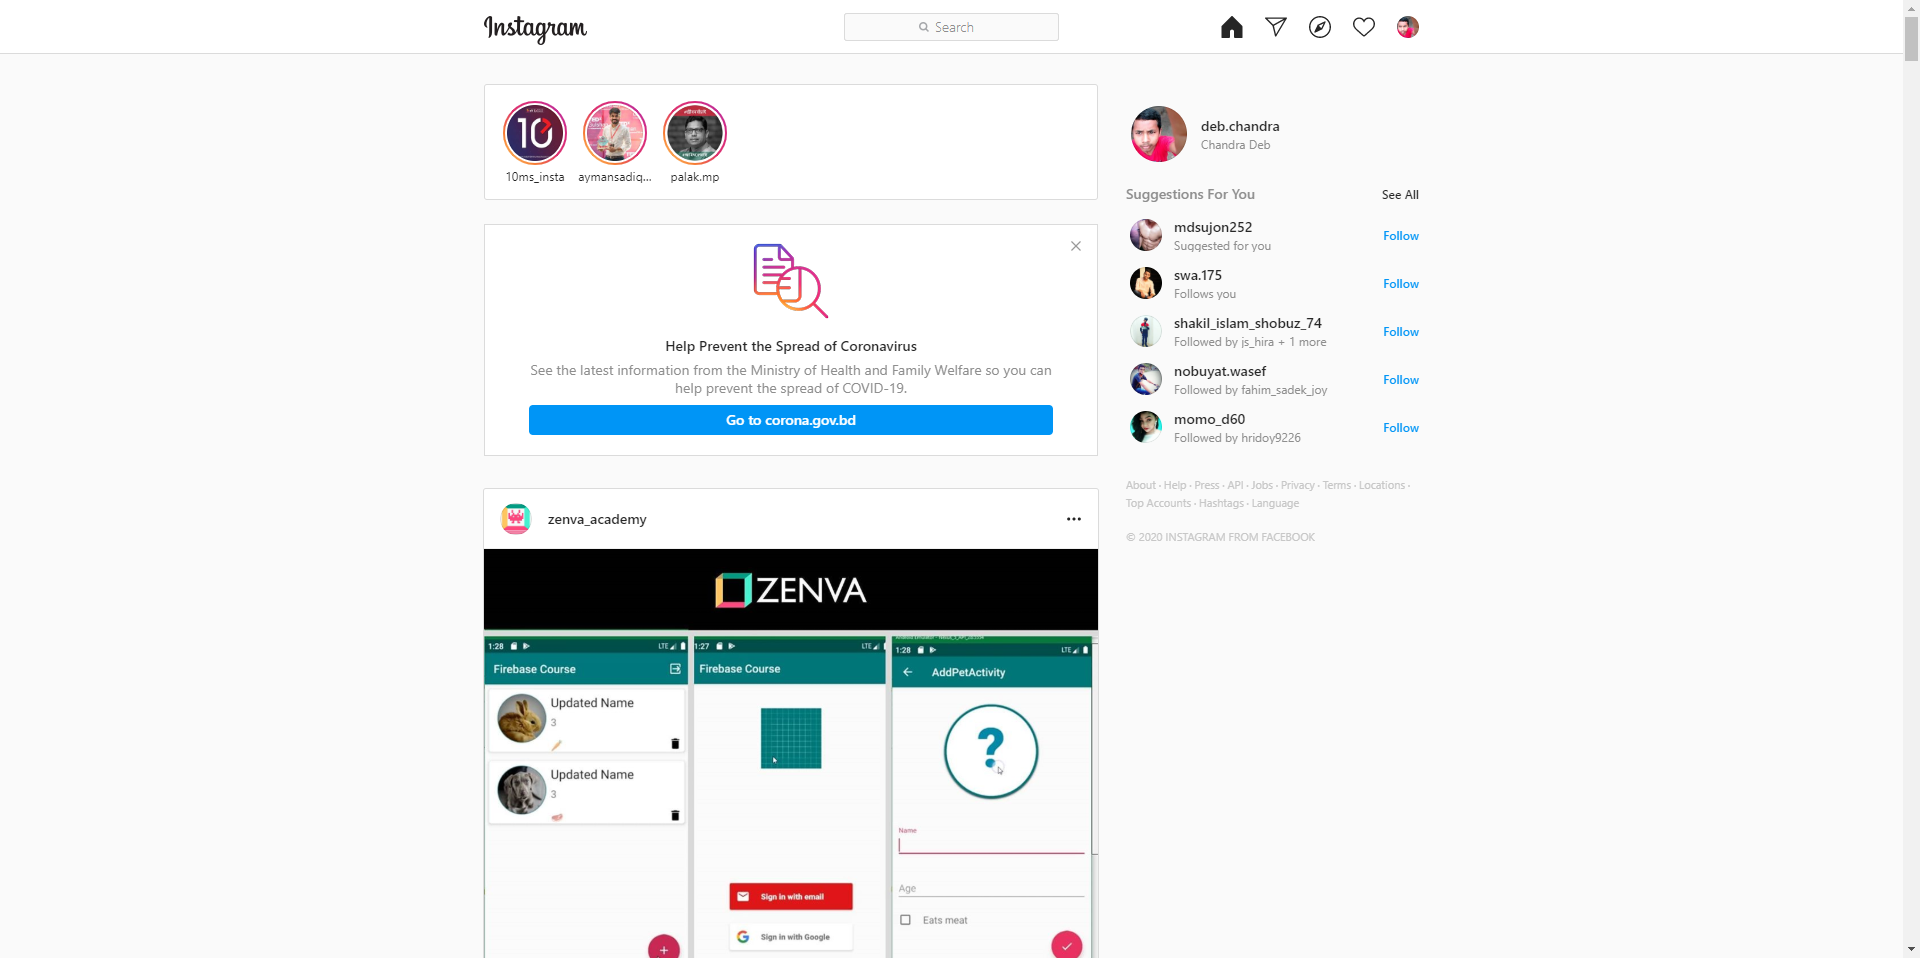 Instagram
Search
10ms_insta
aymansadiq...
palak.mp
deb.chandra
Chandra Deb
Suggestions For You
See All
mdsujon252
Suggested for you
Follow
swa.175
Follows you
Follow
shakil_islam_shobuz_74
Followed by js_hira + 1 more
Follow
nobuyat.wasef
Followed by fahim_sadek_joy
Follow
momo_d60
Followed by hridoy9226
Follow
About · Help · Press · API · Jobs · Privacy · Terms · Locations ·
Top Accounts · Hashtags · Language
© 2020 INSTAGRAM FROM FACEBOOK
Help Prevent the Spread of Coronavirus
See the latest information from the Ministry of Health and Family Welfare so you can
help prevent the spread of COVID-19.
Go to corona.gov.bd
zenva_academy
ZENVA
1:28 LTE
Firebase Course
Updated Name
3
Updated Name
3
1:27 LTE
Firebase Course
Sign in with email
Sign in with Google
1:28 LTE
AddPetActivity
?
Name
Age
Eats meat